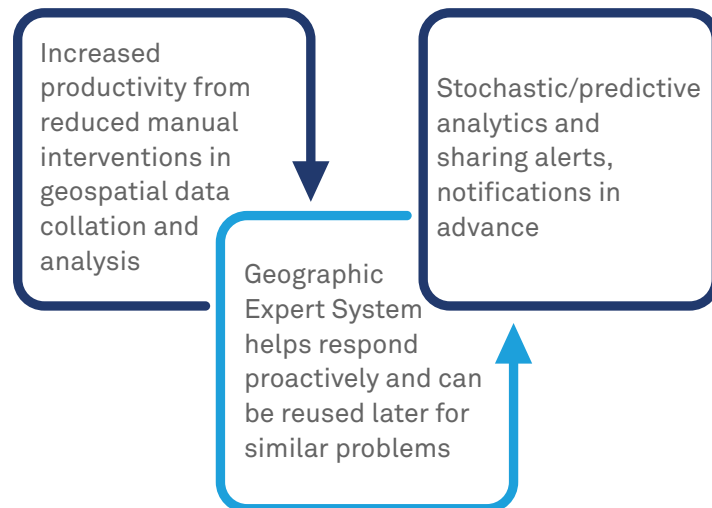 Increased
productivity from
reduced manual
interventions in
geospatial data
collation and
analysis
Geographic
Expert System
helps respond
proactively and can
be reused later for
similar problems
Stochastic/predictive
analytics and
sharing alerts,
notifications in
advance